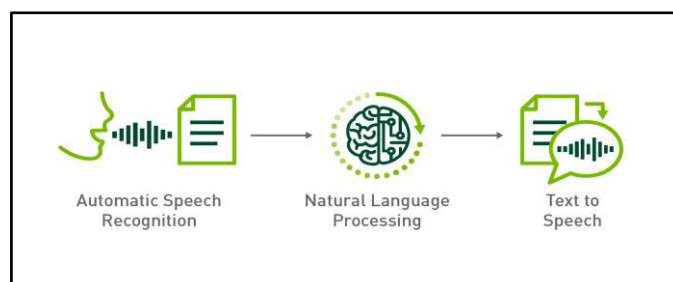 Automatic Speech
Recognition
Natural Language
Processing
Text to
Speech